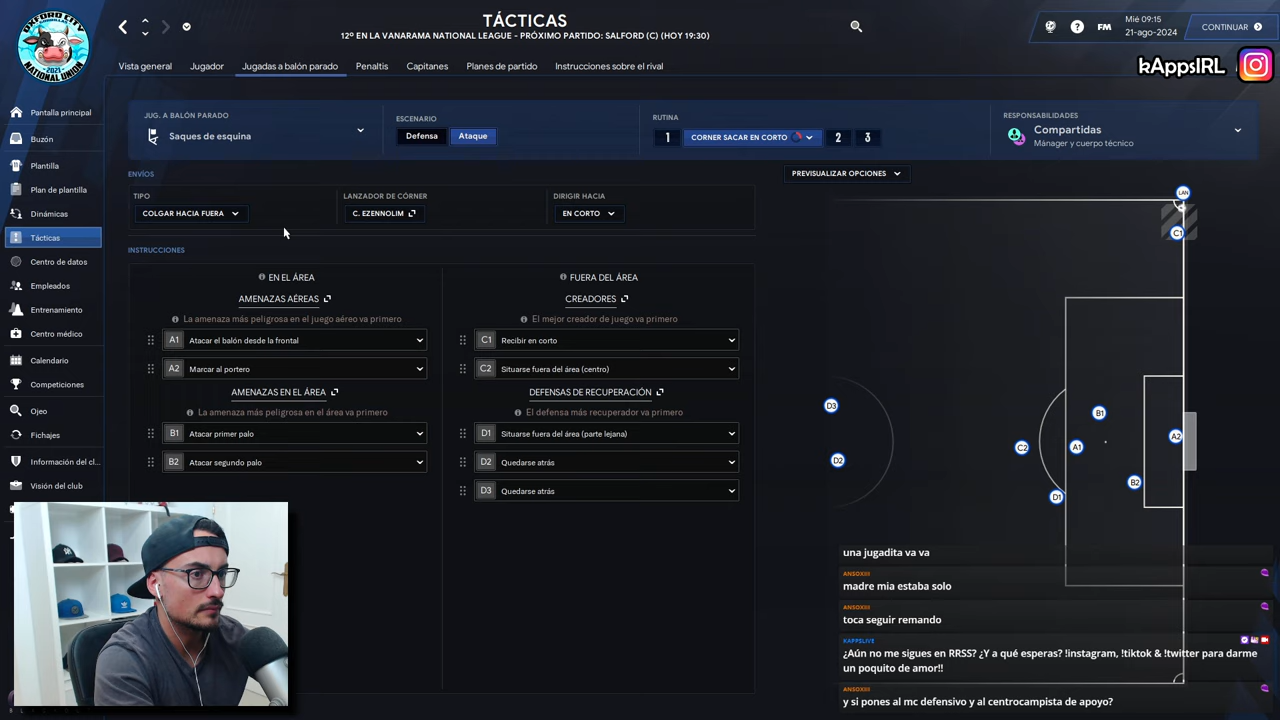 OXFORD CITY
GORILLAS
2021
NATIONAL UNION
TÁCTICAS
12º EN LA VANARAMA NATIONAL LEAGUE - PRÓXIMO PARTIDO: SALFORD (C) (HOY 19:30)
FM
Mié 09:15
21-ago-2024
CONTINUAR
Vista general
Jugador
Jugadas a balón parado
Penaltis
Capitanes
Planes de partido
Instrucciones sobre el rival
kAppsIRL
Pantalla principal
Buzón
Plantilla
Plan de plantilla
Dinámicas
Tácticas
Centro de datos
Empleados
Entrenamiento
Centro médico
Calendario
Competiciones
Ojeo
Fichajes
Información del cl...
Visión del club
JUG. A BALÓN PARADO
Saques de esquina
ESCENARIO
Defensa
Ataque
RUTINA
1
CORNER SACAR EN CORTO
2
3
RESPONSABILIDADES
Compartidas
Mánager y cuerpo técnico
ENVÍOS
TIPO
COLGAR HACIA FUERA
LANZADOR DE CÓRNER
C. EZENNOLIM
DIRIGIR HACIA
EN CORTO
PREVISUALIZAR OPCIONES
INSTRUCCIONES
EN EL ÁREA
AMENAZAS AÉREAS
La amenaza más peligrosa en el juego aéreo va primero
A1 Atacar el balón desde la frontal
A2 Marcar al portero
AMENAZAS EN EL ÁREA
La amenaza más peligrosa en el área va primero
B1 Atacar primer palo
B2 Atacar segundo palo
FUERA DEL ÁREA
CREADORES
El mejor creador de juego va primero
C1 Recibir en corto
C2 Situarse fuera del área (centro)
DEFENSAS DE RECUPERACIÓN
El defensa más recuperador va primero
D1 Situarse fuera del área (parte lejana)
D2 Quedarse atrás
D3 Quedarse atrás
LAN
C1
D3
B1
A2
C2
A1
D2
B2
D1
una jugadita va va
ANSOXIII
madre mia estaba solo
ANSOXIII
toca seguir remando
KAPPSLIVE
¿Aún no me sigues en RRSS? ¿Y a qué esperas? !instagram, !tiktok & !twitter para darme
un poquito de amor!!
ANSOXIII
y si pones al mc defensivo y al centrocampista de apoyo?